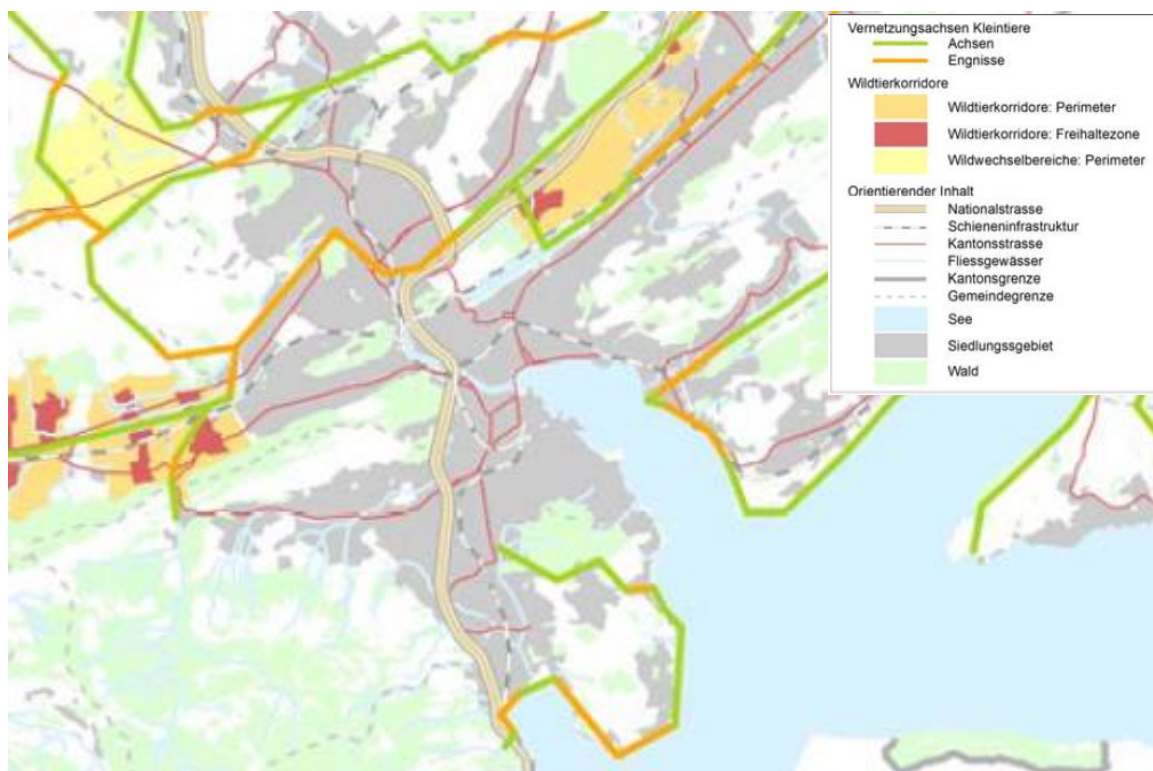 Vernetzungsachsen Kleintiere
Achsen
Engnisse
Wildtierkorridore
Wildtierkorridore: Perimeter
Wildtierkorridore: Freihaltezone
Wildwechselbereiche: Perimeter
Orientierender Inhalt
Nationalstrasse
Schieneninfrastruktur
Kantonsstrasse
Fliessgewässer
Kantonsgrenze
Gemeindegrenze
See
Siedlungssgebiet
Wald